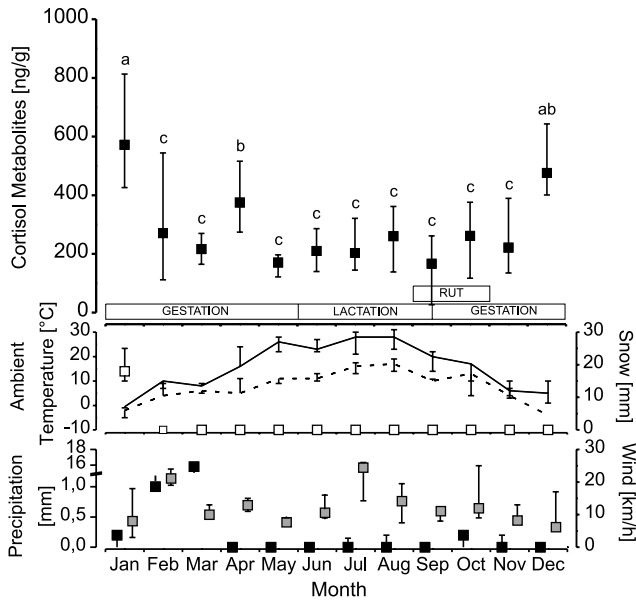 1000
800
600
400
200
0
Cortisol Metabolites [ng/g]
a
c
c
b
c
c
c
c
c
c
c
ab
RUT
GESTATION LACTATION GESTATION
Ambient
Temperature [°C]
30
20
10
0
-10
30
20
10
0
Snow [mm]
Precipitation
[mm]
18
16
1,0
0,5
0,0
30
20
10
0
Wind [km/h]
Jan Feb Mar Apr May Jun Jul Aug Sep Oct Nov Dec
Month